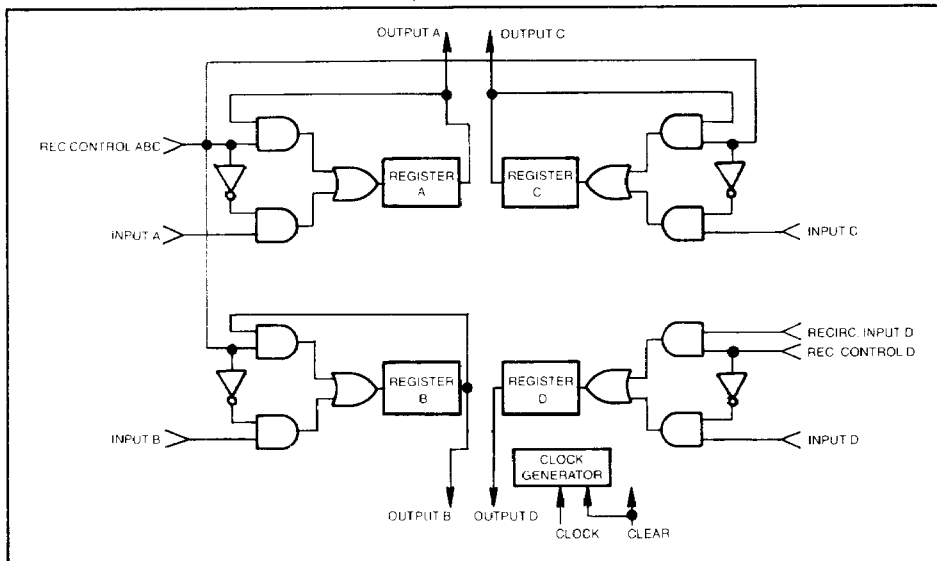 OUTPUT A
OUTPUT C
REC CONTROL ABC
REGISTER
A
REGISTER
C
INPUT A
INPUT C
RECIRC. INPUT D
REC CONTROL D
REGISTER
B
REGISTER
D
INPUT B
INPUT D
CLOCK
GENERATOR
OUTPUT B
OUTPUT D
CLOCK
CLEAR